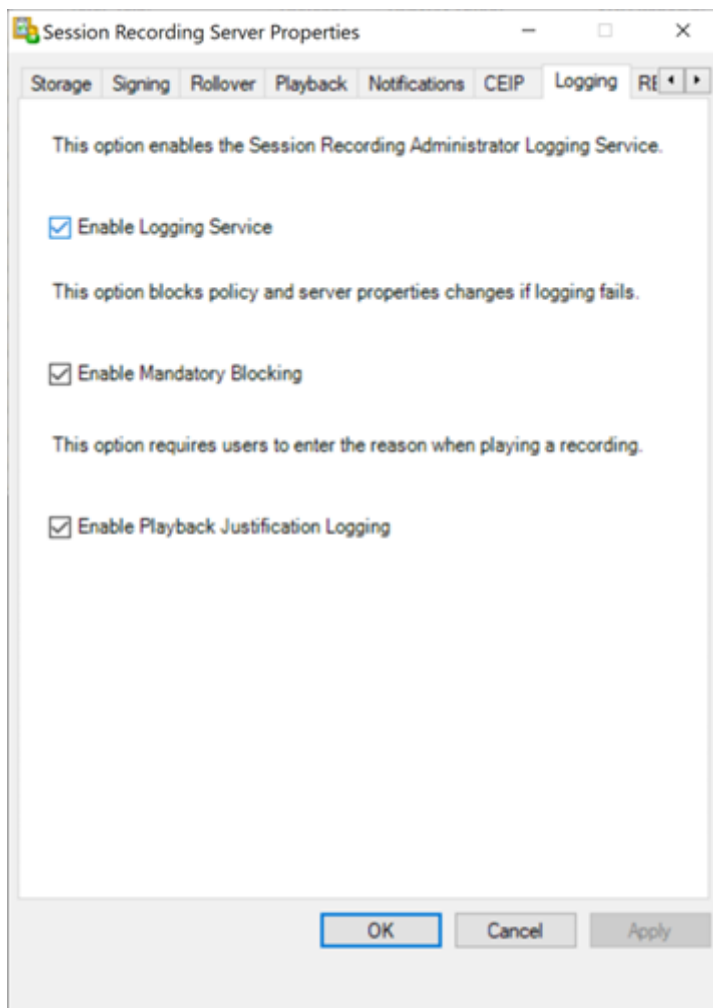 Session Recording Server Properties
Storage Signing Rollover Playback Notifications CEIP Logging RE
This option enables the Session Recording Administrator Logging Service.
Enable Logging Service
This option blocks policy and server properties changes if logging fails.
Enable Mandatory Blocking
This option requires users to enter the reason when playing a recording.
Enable Playback Justification Logging
OK Cancel Apply